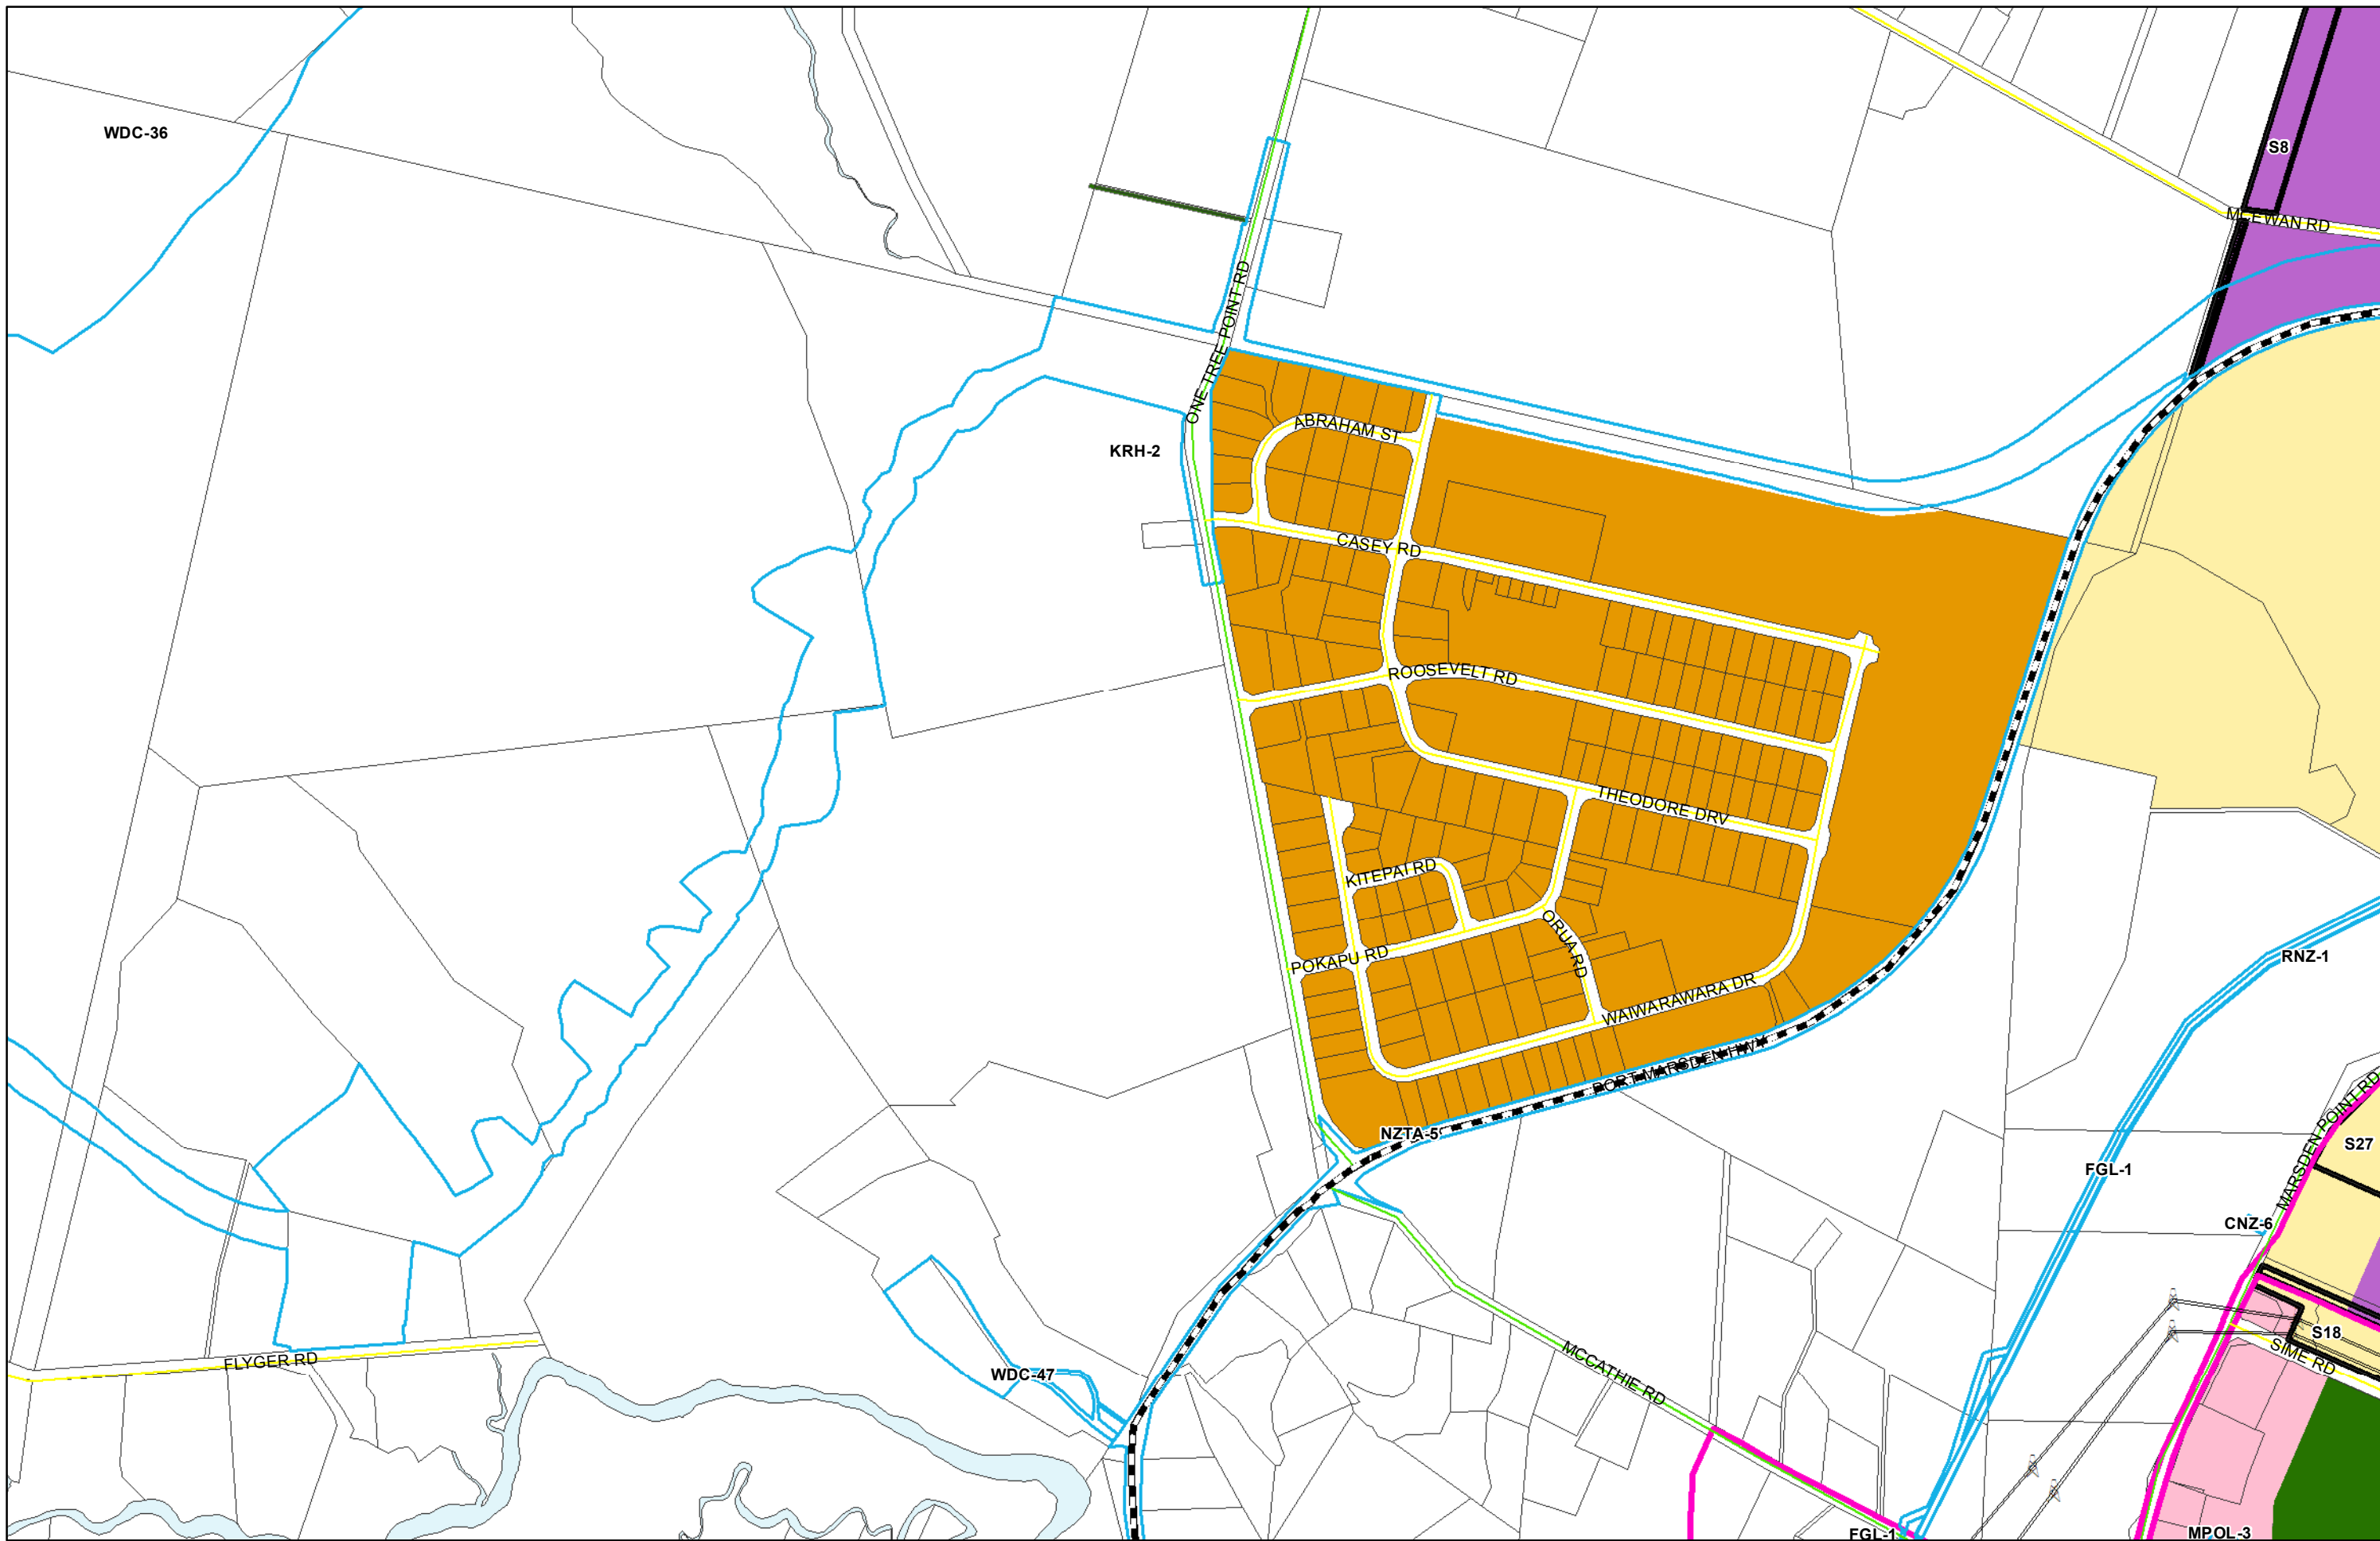 WDC-36
S8
MCEWAN RD
ONE TREE POINT RD
ABRAHAM ST
KRH-2
CASEY RD
ROOSEVELT RD
THEODORE DRV
KITEPAI RD
ORUA RD
POKAPU RD
RNZ-1
WAIWARAWARA DR
PORT MARSDEN HWY
NZTA-5
MARSDEN POINT RD
S27
FGL-1
CNZ-6
S18
SIME RD
FLYGER RD
WDC-47
MCCATHIE RD
FGL-1
MPOL-3